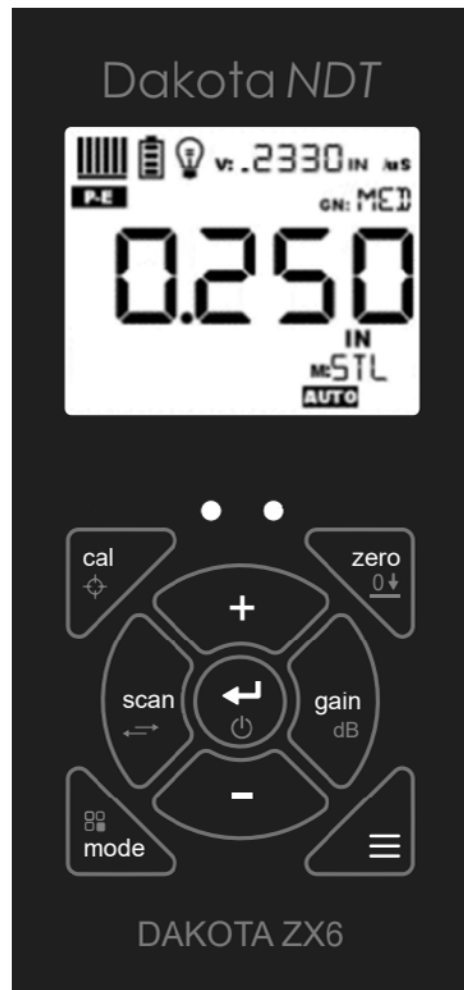 Dakota NDT
V: .2330 IN /uS
P-E
GN: MED
0.250
IN
M:STL
AUTO
cal
zero
0
+
scan
gain
dB
-
mode
DAKOTA ZX6